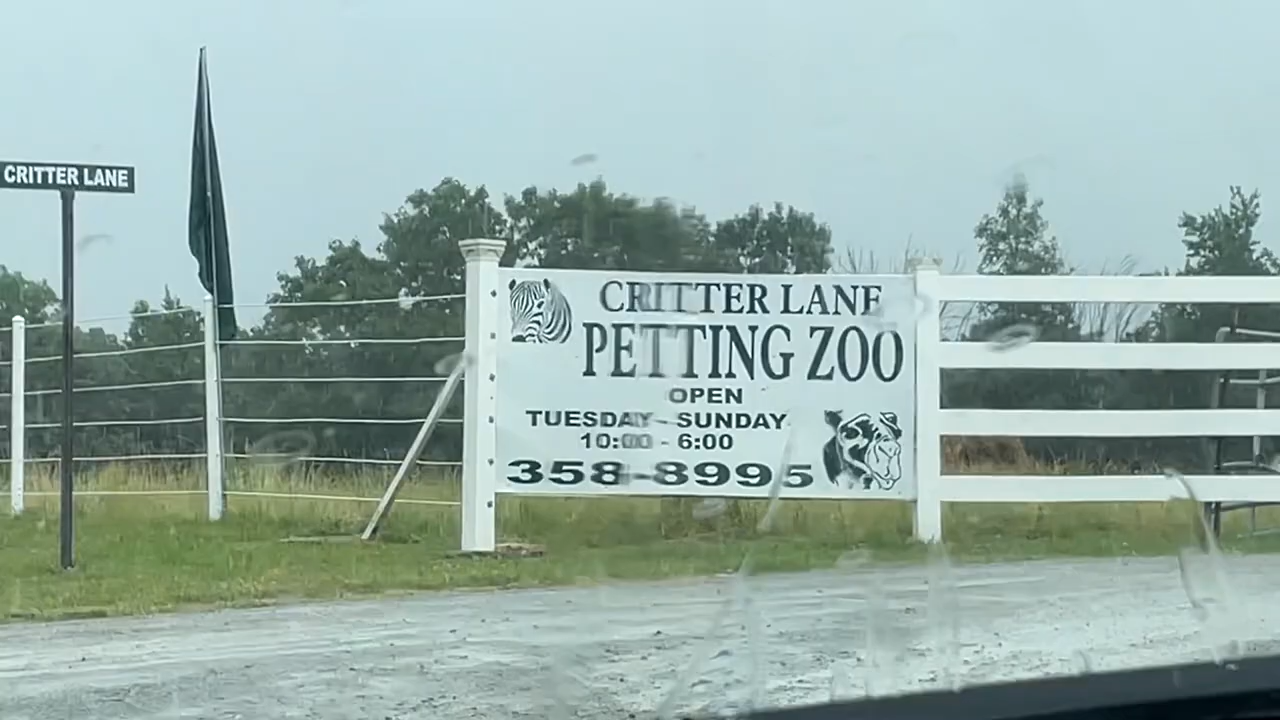 CRITTER LANE
CRITTER LANE
PETTING ZOO
OPEN
TUESDAY - SUNDAY
10:00 - 6:00
358-8995